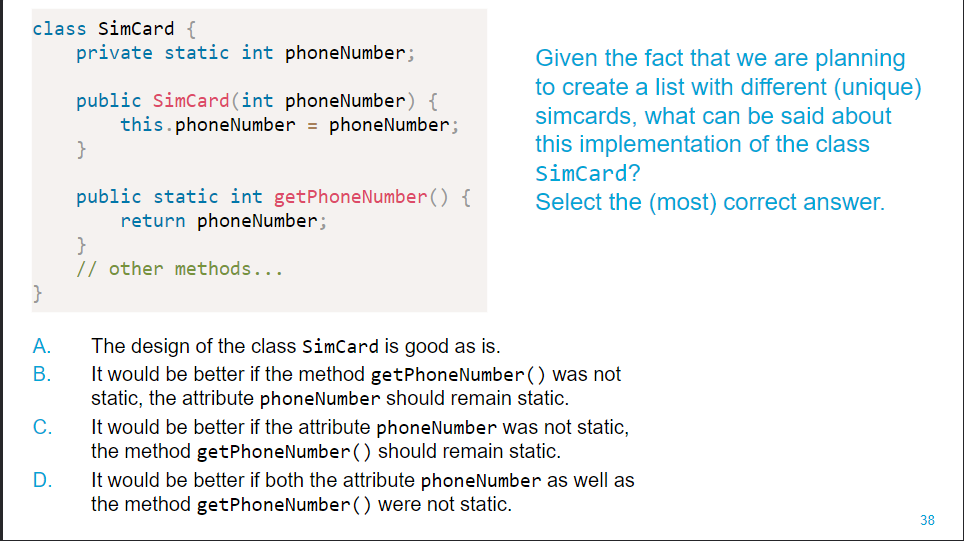 class SimCard {
private static int phoneNumber;
public SimCard(int phoneNumber) {
this.phoneNumber = phoneNumber;
}
public static int getPhoneNumber() {
return phoneNumber;
}
// other methods...
}
Given the fact that we are planning
to create a list with different (unique)
simcards, what can be said about
this implementation of the class
SimCard?
Select the (most) correct answer.
A. The design of the class SimCard is good as is.
B. It would be better if the method getPhoneNumber() was not
static, the attribute phoneNumber should remain static.
C. It would be better if the attribute phoneNumber was not static,
the method getPhoneNumber() should remain static.
D. It would be better if both the attribute phoneNumber as well as
the method getPhoneNumber() were not static.
38